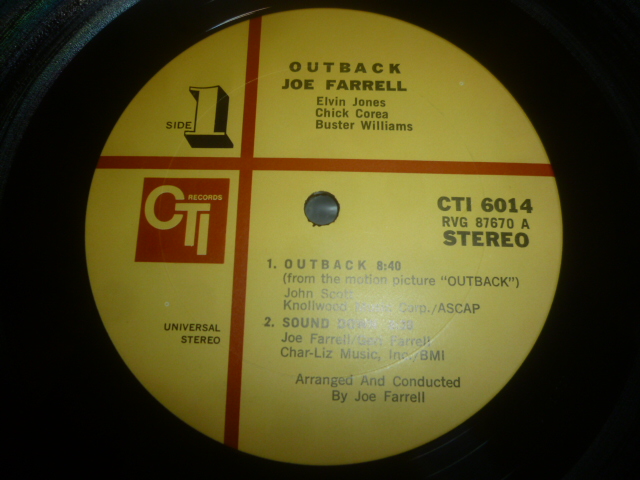 OUTBACK
JOE FARRELL
Elvin Jones
Chick Corea
Buster Williams
SIDE 1
CTI RECORDS
CTI 6014
RVG 87670 A
STEREO
1. OUTBACK 8:40
(from the motion picture "OUTBACK")
John Scott
Knollwood Music Corp./ASCAP
2. SOUND DOWN
Joe Farrell/ Farrell
Char-Liz Music, Inc./BMI
UNIVERSAL
STEREO
Arranged And Conducted
By Joe Farrell